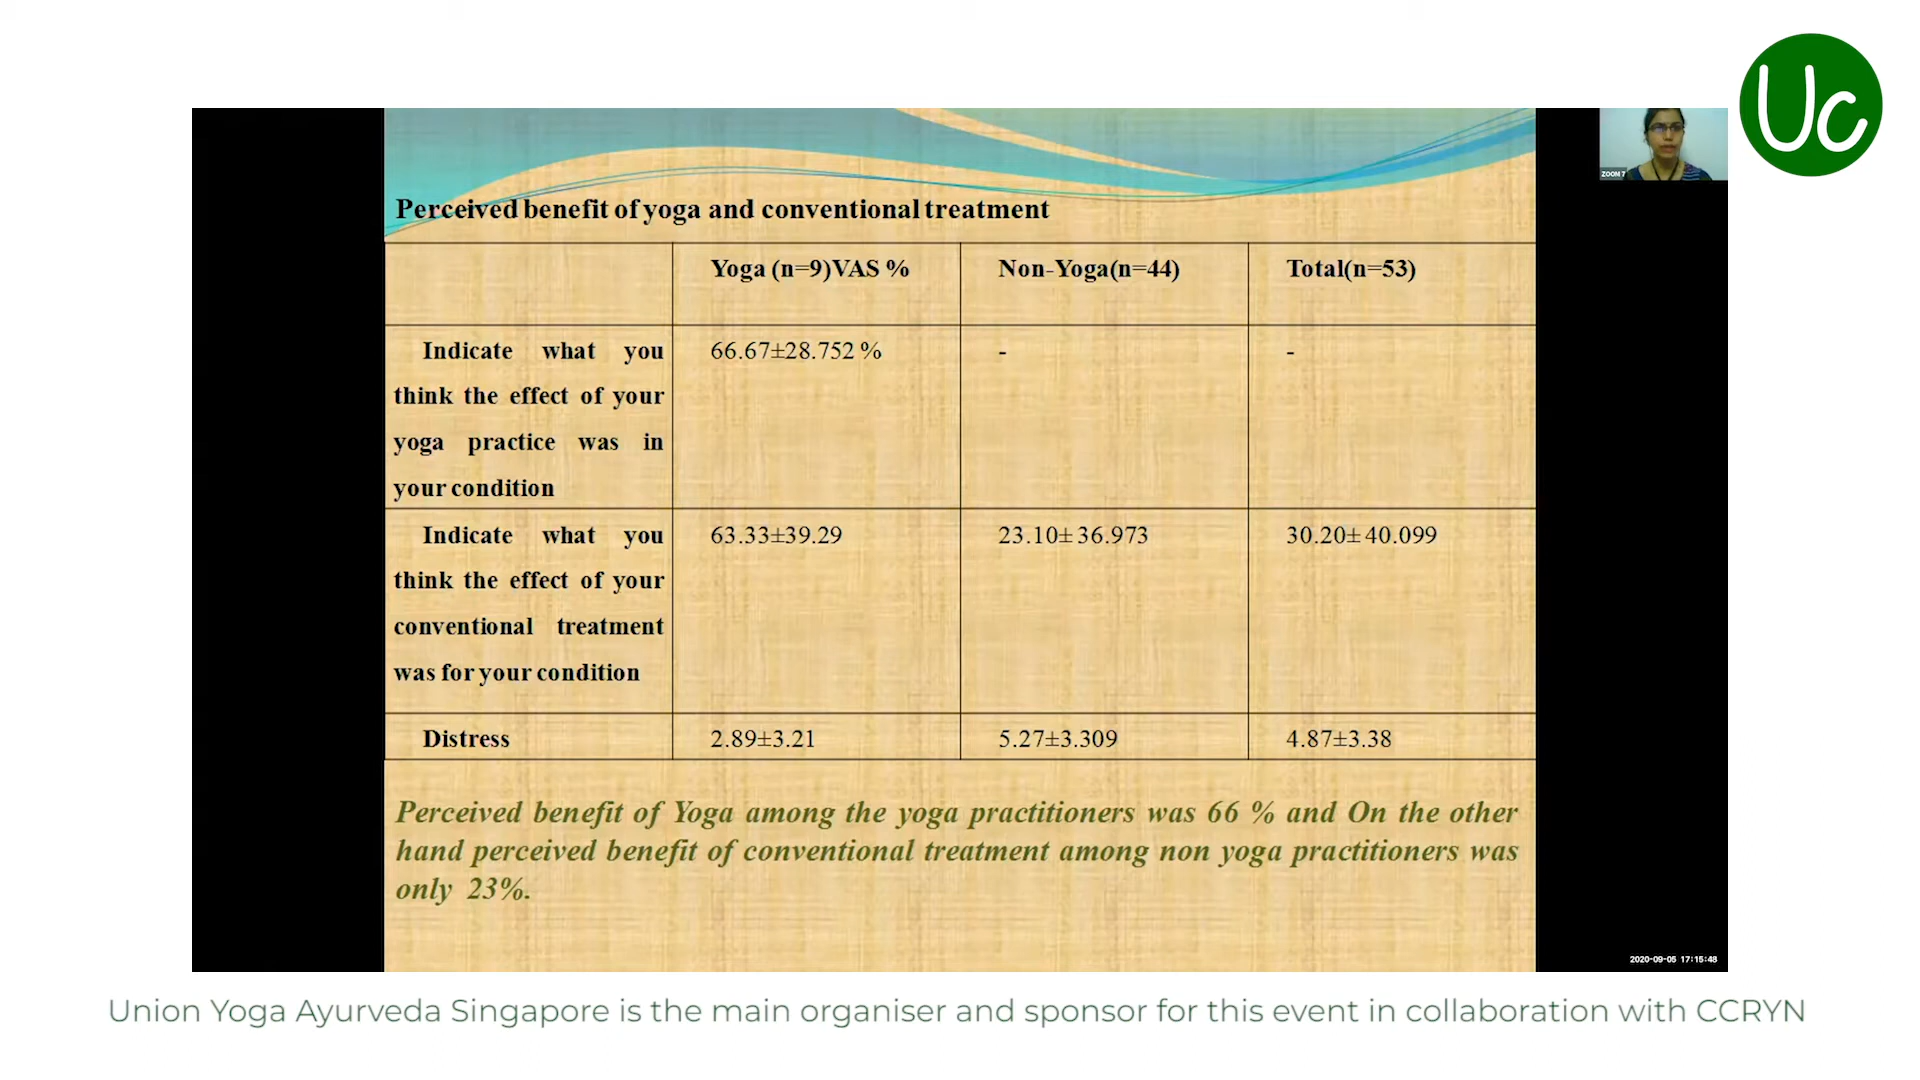 Uc
ZOOM 7
Perceived benefit of yoga and conventional treatment
Yoga (n=9)VAS %
Non-Yoga(n=44)
Total(n=53)
Indicate what you
think the effect of your
yoga practice was in
your condition
66.67±28.752 %
-
-
Indicate what you
think the effect of your
conventional treatment
was for your condition
63.33±39.29
23.10±36.973
30.20±40.099
Distress
2.89±3.21
5.27±3.309
4.87±3.38
Perceived benefit of Yoga among the yoga practitioners was 66 % and On the other
hand perceived benefit of conventional treatment among non yoga practitioners was
only 23%.
2020-09-05 17:15:48
Union Yoga Ayurveda Singapore is the main organiser and sponsor for this event in collaboration with CCRYN